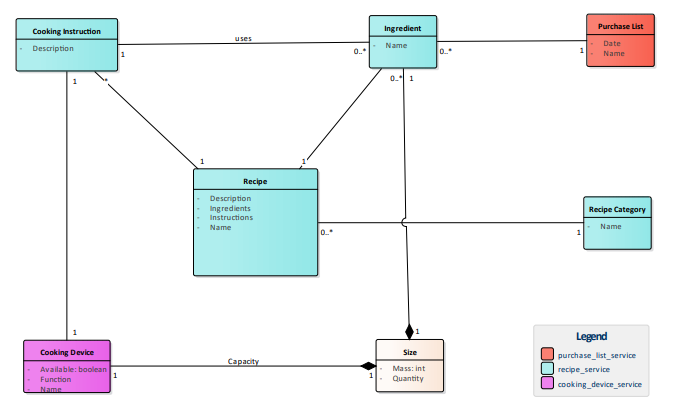 Cooking Instruction
- Description
1
uses
0..*
Ingredient
- Name
0..*
1
Purchase List
- Date
- Name
1
*
0..*
1
1
1
Recipe
- Description
- Ingredients
- Instructions
- Name
0..*
1
Recipe Category
- Name
1
Cooking Device
- Available: boolean
- Function
- Name
1
Capacity
1
1
Size
- Mass: int
- Quantity
Legend
purchase_list_service
recipe_service
cooking_device_service